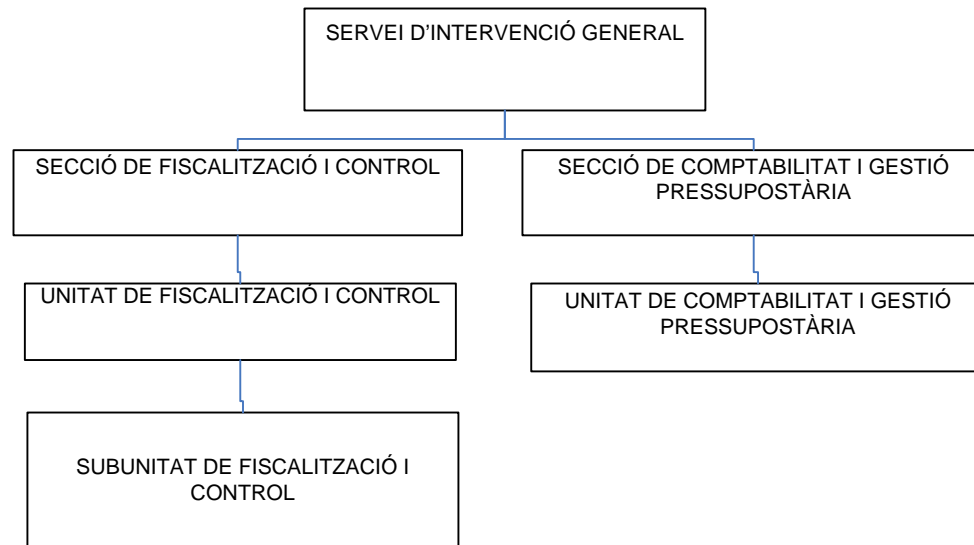 SERVEI D'INTERVENCIÓ GENERAL
SECCIÓ DE FISCALITZACIÓ I CONTROL
SECCIÓ DE COMPTABILITAT I GESTIÓ
PRESSUPOSTÀRIA
UNITAT DE FISCALITZACIÓ I CONTROL
UNITAT DE COMPTABILITAT I GESTIÓ
PRESSUPOSTÀRIA
SUBUNITAT DE FISCALITZACIÓ I
CONTROL